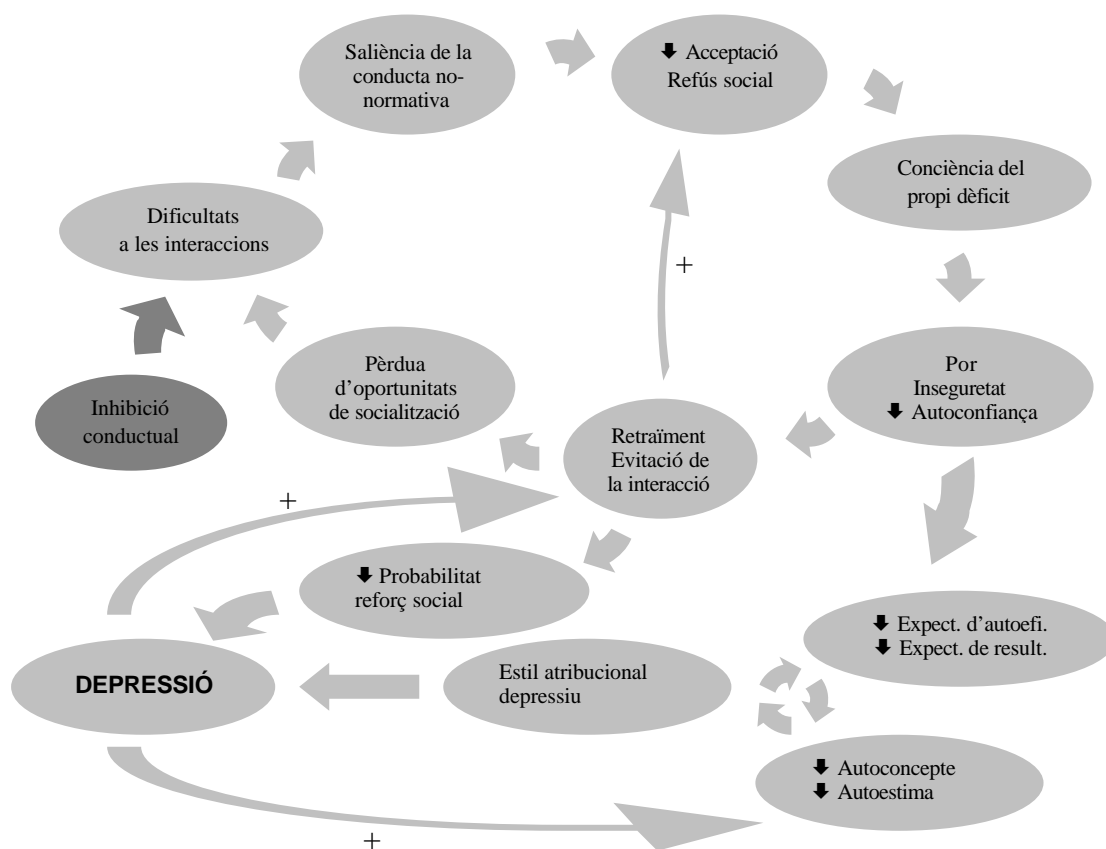 Saliència de la
conducta no-
normativa
🡇 Acceptació
Refús social
Conciència del
propi dèficit
Dificultats
a les interaccions
+
Pèrdua
d'oportunitats
de socialització
Por
Inseguretat
🡇 Autoconfiança
Inhibició
conductual
Retraïment
Evitació de
la interacció
+
🡇 Probabilitat
reforç social
🡇 Expect. d'autoefi.
🡇 Expect. de result.
DEPRESSIÓ
Estil atribucional
depressiu
🡇 Autoconcepte
🡇 Autoestima
+